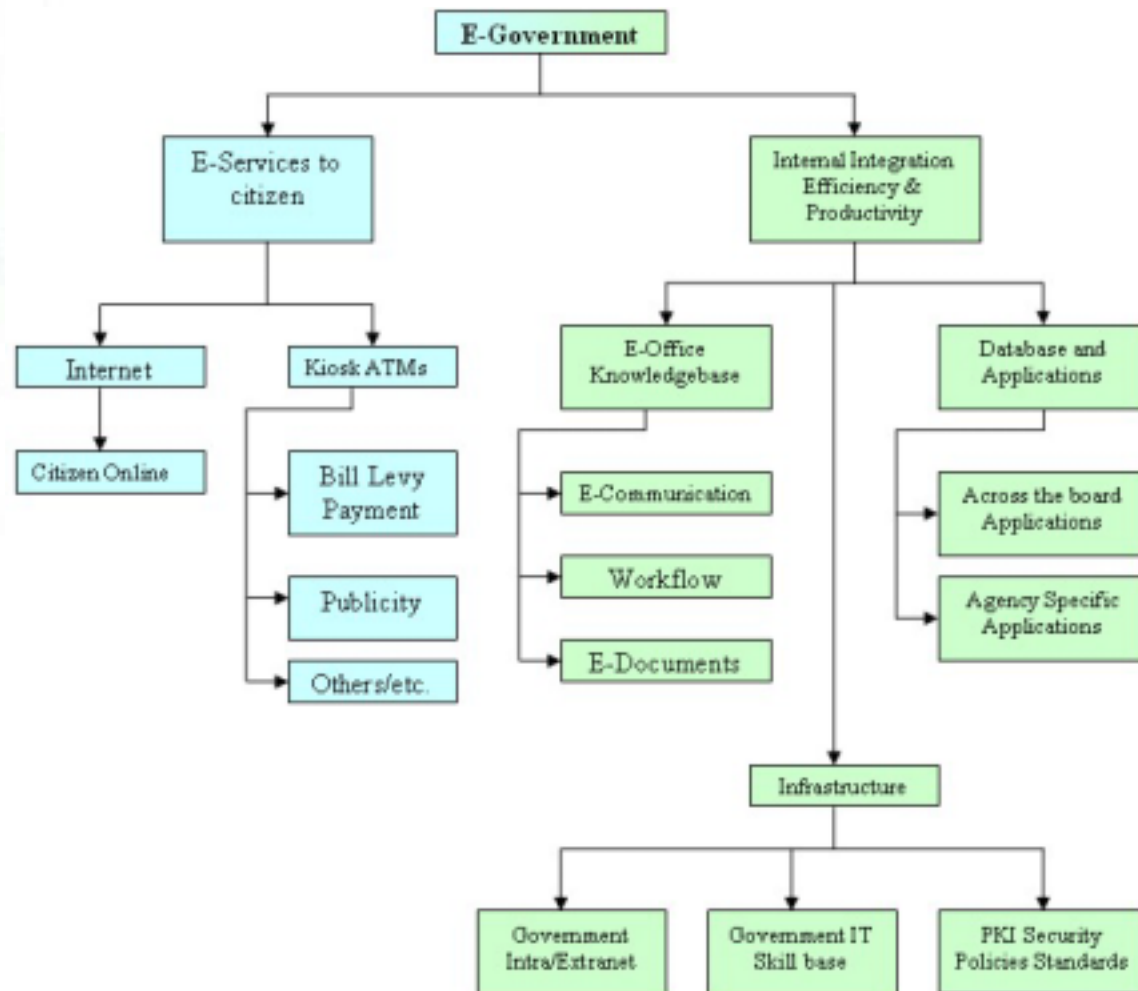 E-Government
E-Services to
citizen
Internal Integration
Efficiency &
Productivity
Internet
Kiosk ATMs
E-Office
Knowledgebase
Database and
Applications
Citizen Online
Bill Levy
Payment
E-Communication
Across the board
Applications
Publicity
Workflow
Agency Specific
Applications
Others/etc.
E-Documents
Infrastructure
Government
Intra/Extranet
Government IT
Skill base
PKI Security
Policies Standards